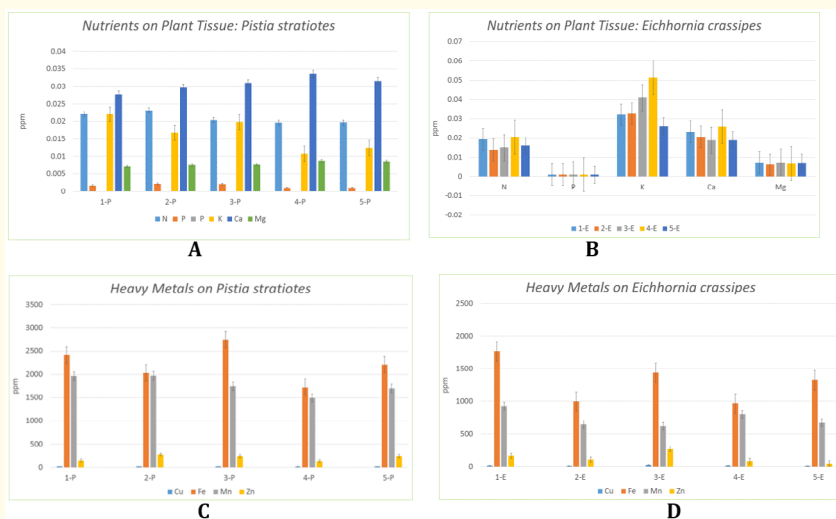 Nutrients on Plant Tissue: Pistia stratiotes
0.04
0.035
0.03
0.025
0.02
0.015
0.01
0.005
0
ppm
1-P 2-P 3-P 4-P 5-P
N P P K Ca Mg
A
Nutrients on Plant Tissue: Eichhornia crassipes
0.07
0.06
0.05
0.04
0.03
0.02
0.01
0
-0.01
-0.02
ppm
N P K Ca Mg
1-E 2-E 3-E 4-E 5-E
B
Heavy Metals on Pistia stratiotes
3500
3000
2500
2000
1500
1000
500
0
ppm
1-P 2-P 3-P 4-P 5-P
Cu Fe Mn Zn
C
Heavy Metals on Eichhornia crassipes
2500
2000
1500
1000
500
0
ppm
1-E 2-E 3-E 4-E 5-E
Cu Fe Mn Zn
D